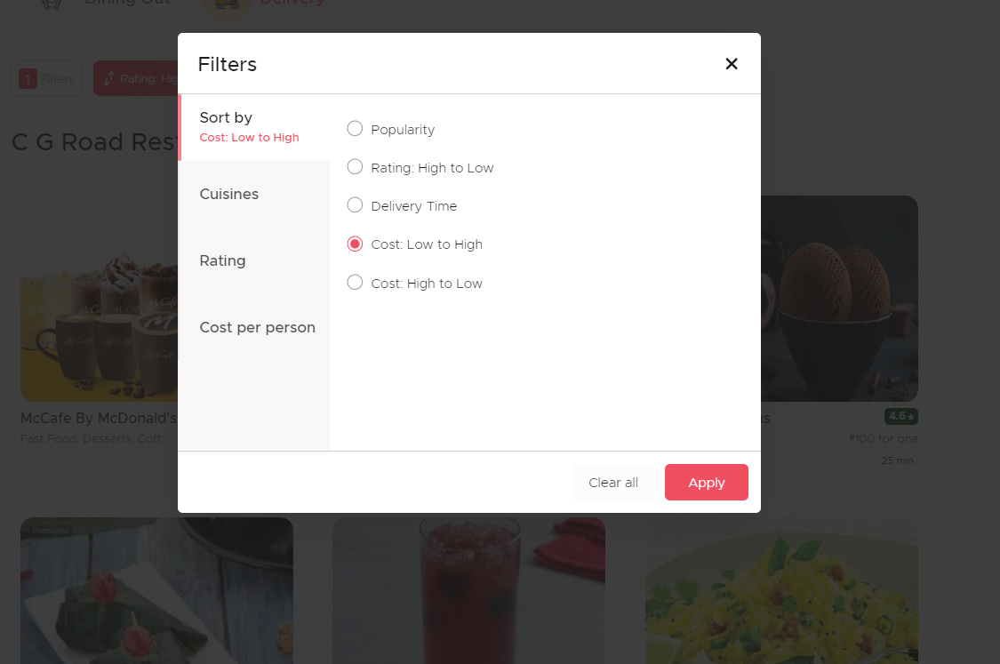 Dining Out
Delivery
Filters
1 Filters
Rating: Hig
Sort by
Cost: Low to High
Cuisines
Rating
Cost per person
Popularity
Rating: High to Low
Delivery Time
Cost: Low to High
Cost: High to Low
Clear all
Apply
C G Road Res
McCafe By McDonald's
Fast Food, Desserts, Coff...
4.6
₹100 for one
25 min
Promoted